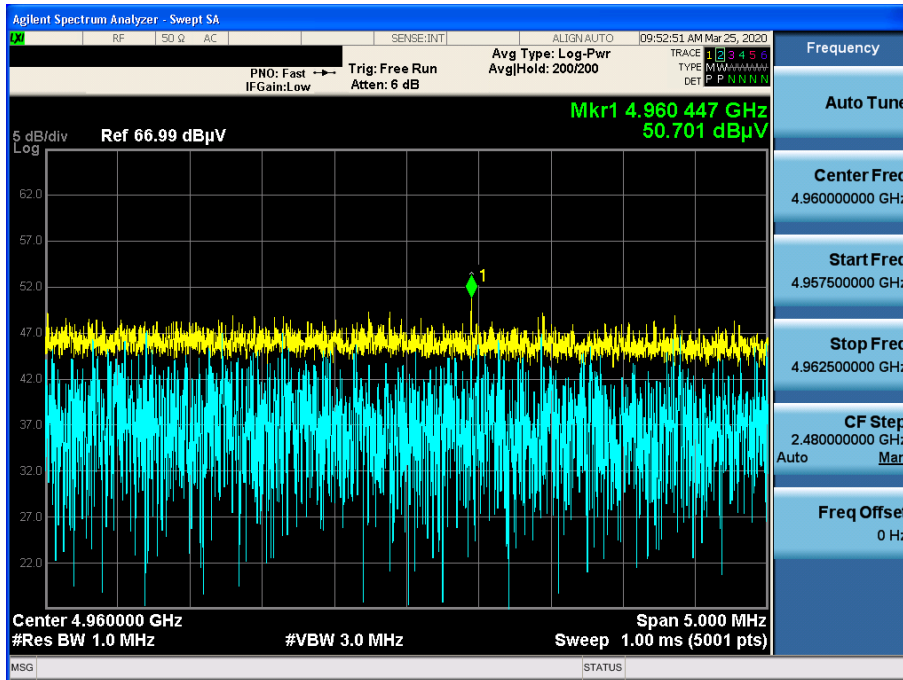 Agilent Spectrum Analyzer - Swept SA
LXI RF 50 Ω AC SENSE:INT ALIGN AUTO 09:52:51 AM Mar 25, 2020
PNO: Fast
IFGain:Low
Trig: Free Run
Atten: 6 dB
Avg Type: Log-Pwr
Avg|Hold: 200/200
TRACE 1 2 3 4 5 6
TYPE M W
DET P P N N N N
Mkr1 4.960 447 GHz
50.701 dBµV
5 dB/div Ref 66.99 dBµV
Log
62.0
57.0
52.0
47.0
42.0
37.0
32.0
27.0
22.0
1
Center 4.960000 GHz Span 5.000 MHz
#Res BW 1.0 MHz #VBW 3.0 MHz Sweep 1.00 ms (5001 pts)
MSG STATUS
Frequency
Auto Tune
Center Freq
4.960000000 GHz
Start Freq
4.957500000 GHz
Stop Freq
4.962500000 GHz
CF Step
2.480000000 GHz
Auto Man
Freq Offset
0 Hz